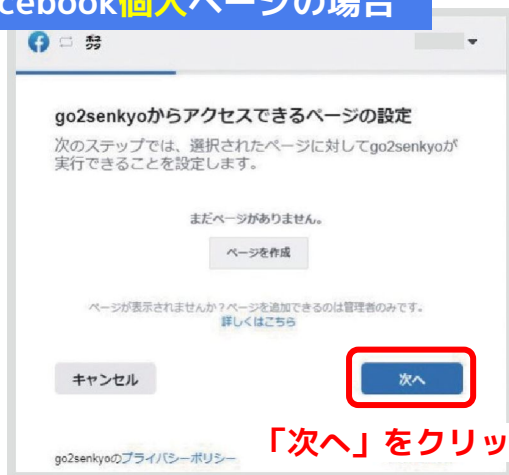 cebook個人ページの場合
go2senkyoからアクセスできるページの設定
次のステップでは、選択されたページに対してgo2senkyoが
実行できることを設定します。
まだページがありません。
ページを作成
ページが表示されませんか?ページを追加できるのは管理者のみです。
詳しくはこちら
キャンセル
次へ
「次へ」をクリッ
go2senkyoのプライバシーポリシー